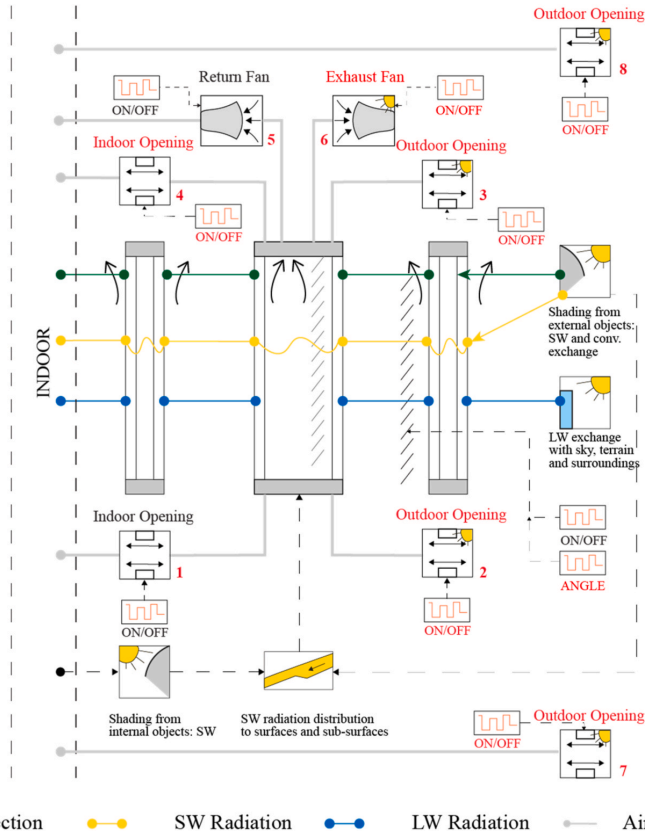 Outdoor Opening
8
ON/OFF
Return Fan
ON/OFF
5
Exhaust Fan
ON/OFF
6
Indoor Opening
4
ON/OFF
Outdoor Opening
3
ON/OFF
INDOOR
Shading from
external objects:
SW and conv.
exchange
LW exchange
with sky, terrain
and surroundings
ON/OFF
ANGLE
Indoor Opening
1
ON/OFF
Outdoor Opening
2
ON/OFF
Shading from
internal objects: SW
SW radiation distribution
to surfaces and sub-surfaces
Outdoor Opening
ON/OFF
7
ection SW Radiation LW Radiation Ai